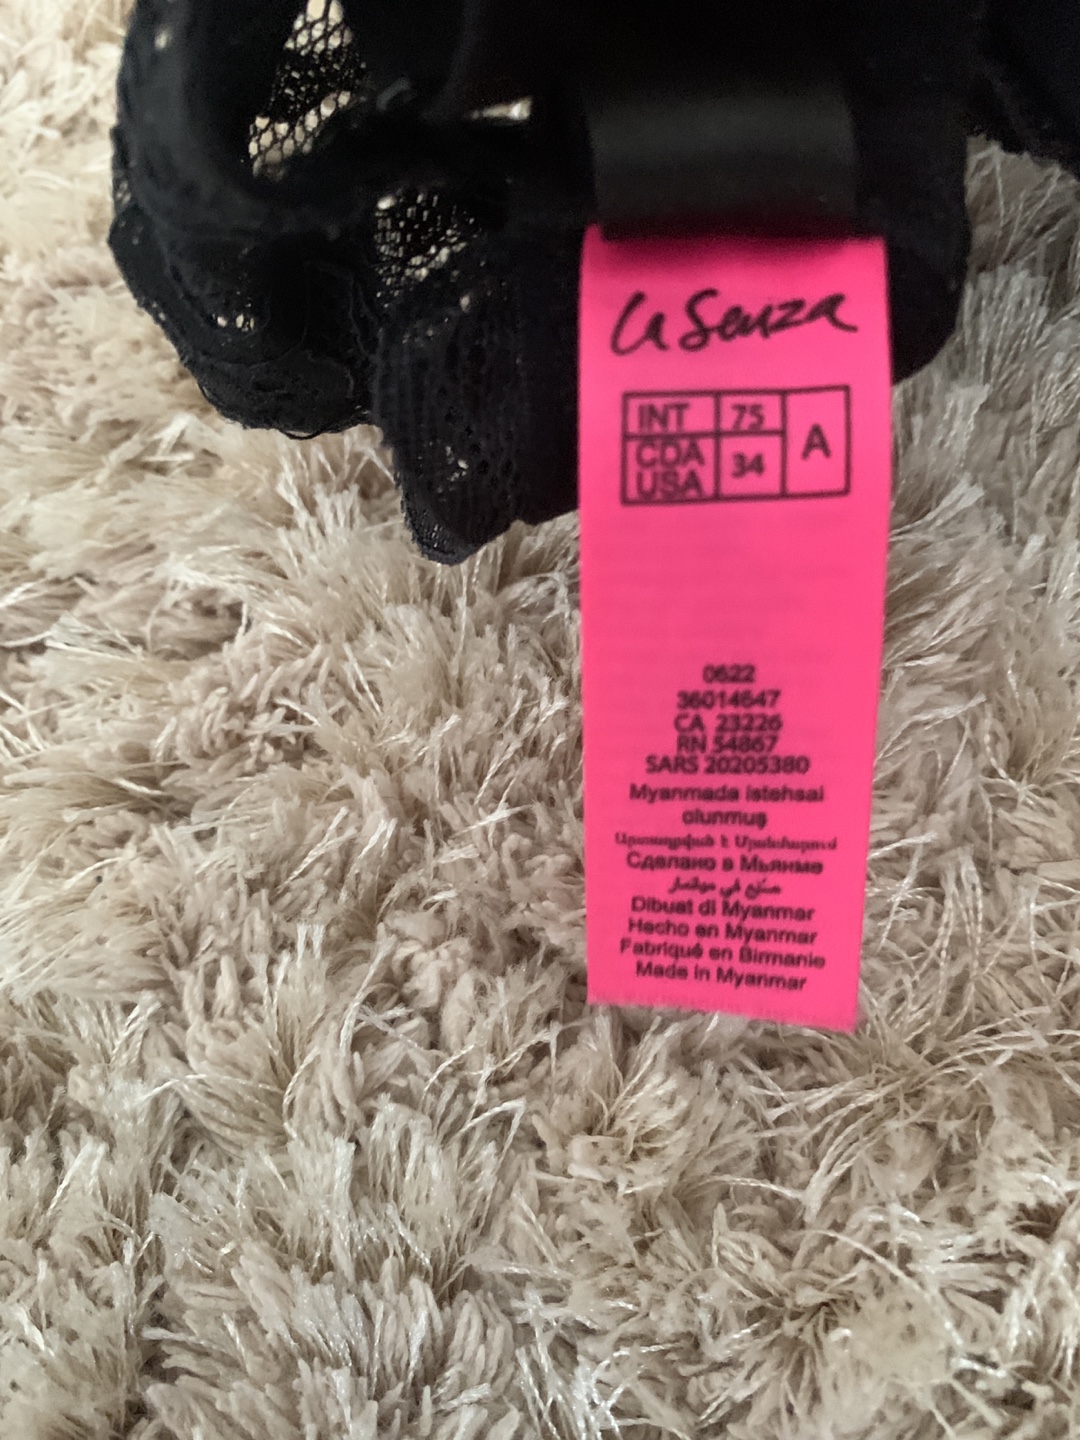 La Senza
INT 75 A
CDA USA 34
0622
36014647
CA 23226
RN 54867
SARS 20205380
Myanmada istehsal
olunmuş
Сделано в Мьянме
Dibuat di Myanmar
Hecho en Myanmar
Fabriqué en Birmanie
Made in Myanmar